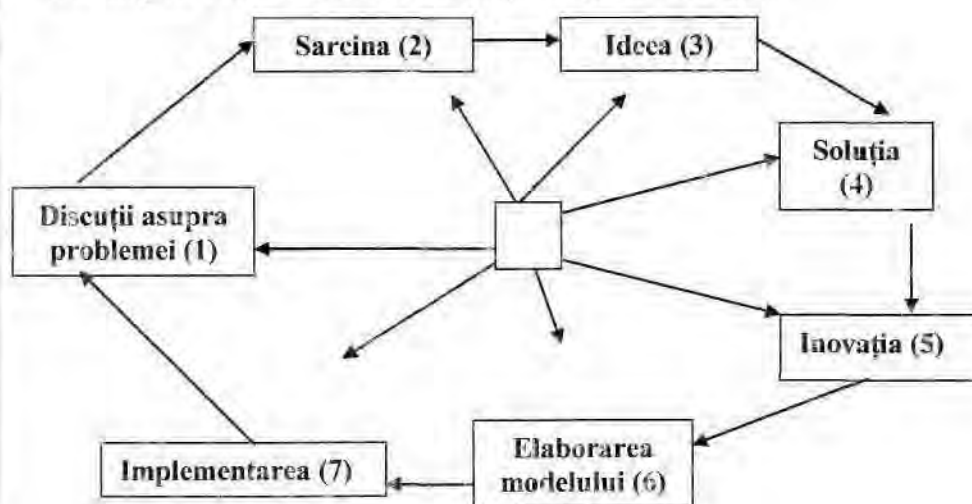 Sarcina (2)
Ideea (3)
Soluția
(4)
Discuții asupra
problemei (1)
Inovația (5)
Elaborarea
modelului (6)
Implementarea (7)